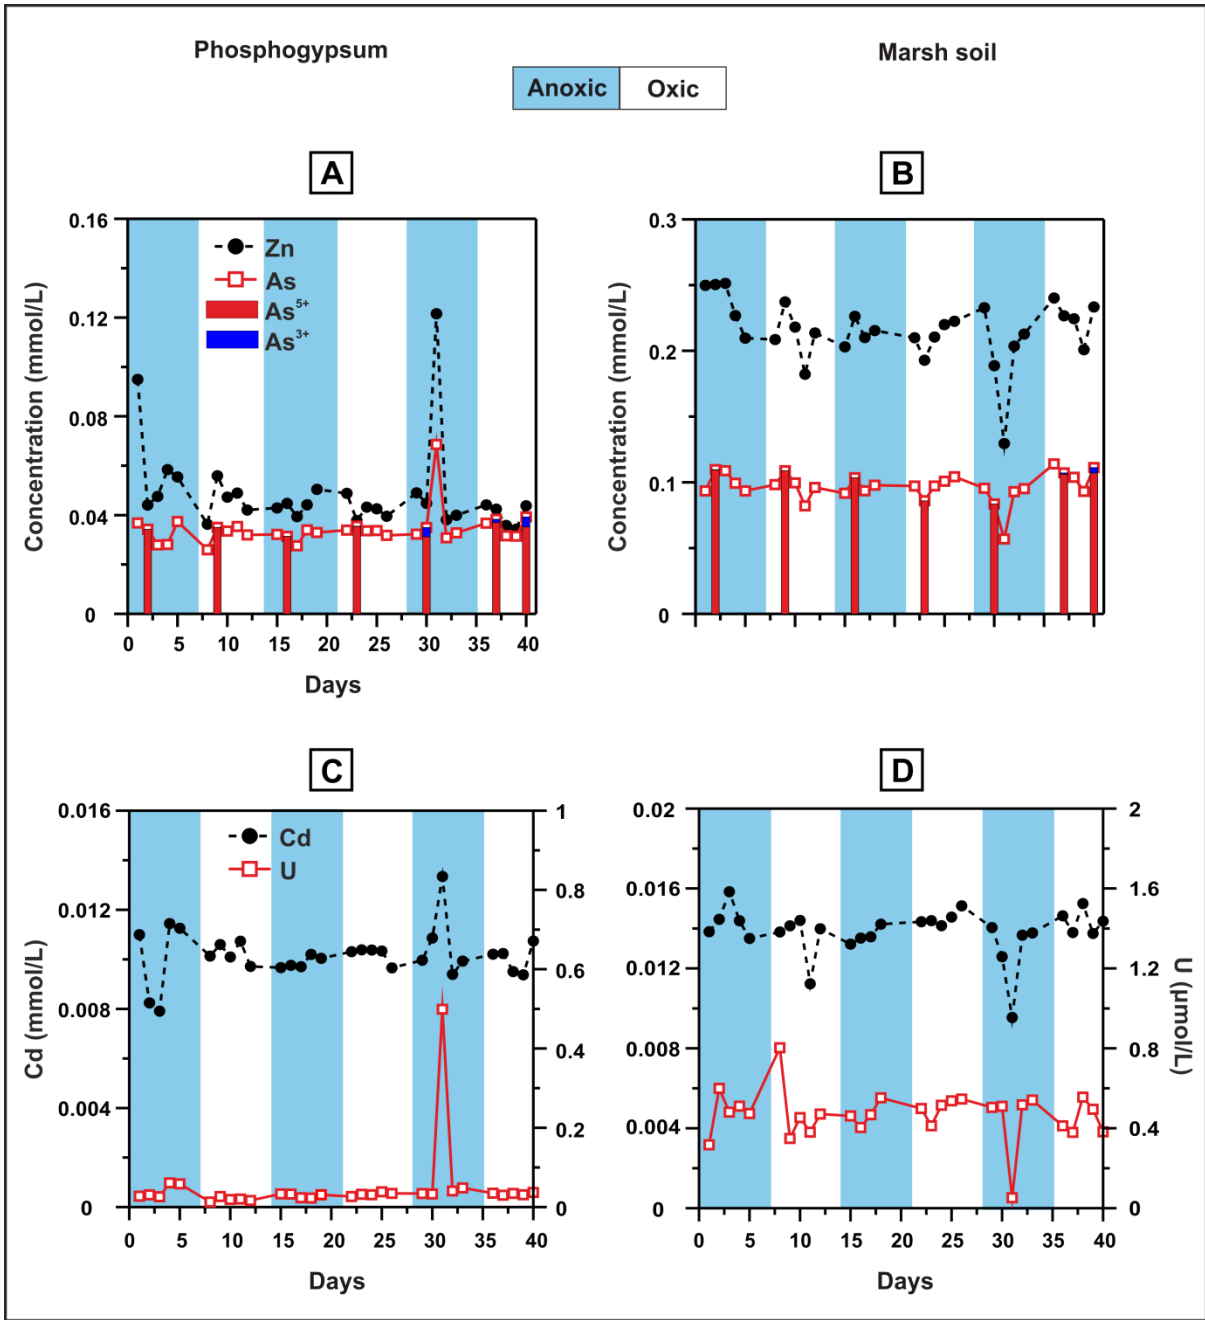 Phosphogypsum
Marsh soil
Anoxic Oxic
A
B
0.16
0.12
0.08
0.04
0
Concentration (mmol/L)
Zn
As
As5+
As3+
0 5 10 15 20 25 30 35 40
Days
0.3
0.2
0.1
0
Concentration (mmol/L)
C
D
0.016
0.012
0.008
0.004
0
Cd (mmol/L)
Cd
U
1
0.8
0.6
0.4
0.2
0
0 5 10 15 20 25 30 35 40
Days
0.02
0.016
0.012
0.008
0.004
0
2
1.6
1.2
0.8
0.4
0
U (µmol/L)
0 5 10 15 20 25 30 35 40
Days